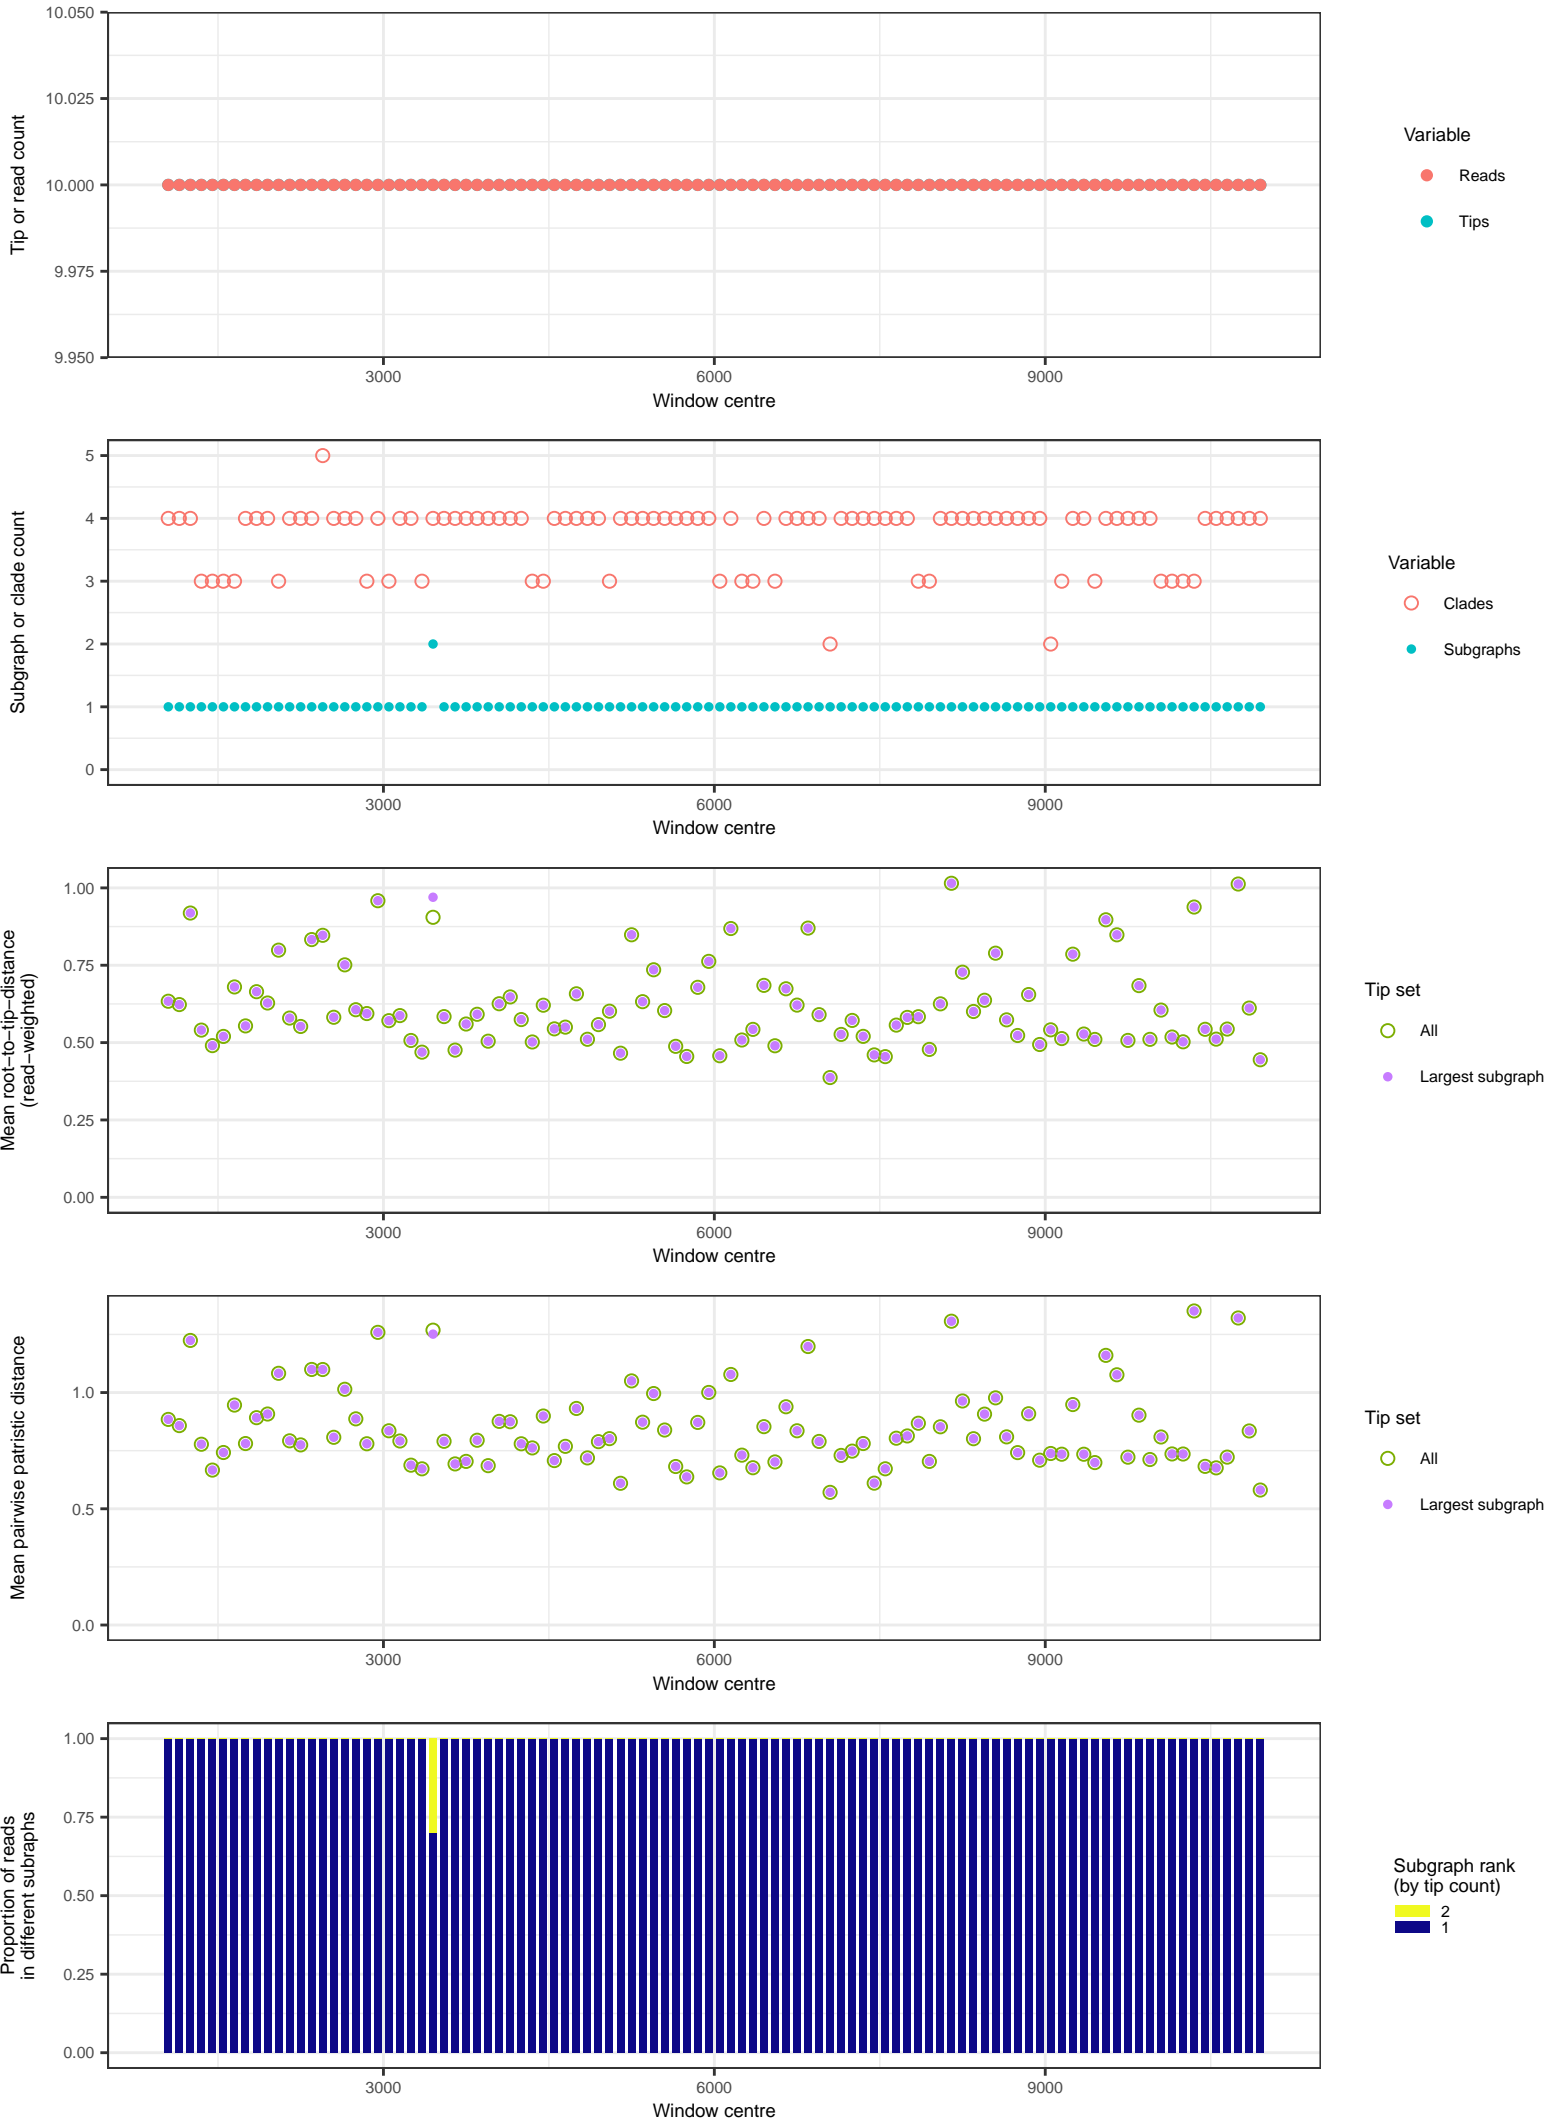 10.050
10.025
10.000
9.975
9.950
Tip or read count
3000
6000
9000
Window centre
Variable
Reads
Tips
5
4
3
2
1
0
Subgraph or clade count
3000
6000
9000
Window centre
Variable
Clades
Subgraphs
1.00
0.75
0.50
0.25
0.00
Mean root−to−tip−distance
(read−weighted)
3000
6000
9000
Window centre
Tip set
All
Largest subgraph
1.0
0.5
0.0
Mean pairwise patristic distance
3000
6000
9000
Window centre
Tip set
All
Largest subgraph
1.00
0.75
0.50
0.25
0.00
Proportion of reads
in different subraphs
3000
6000
9000
Window centre
Subgraph rank
(by tip count)
2
1